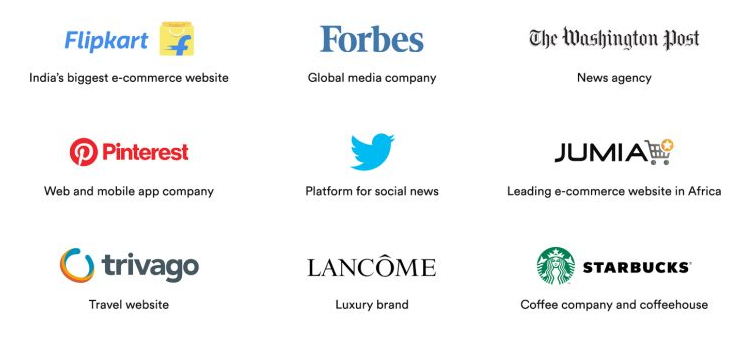 Flipkart
Forbes
The Washington Post
India's biggest e-commerce website
Global media company
News agency
Pinterest
JUMIA
Web and mobile app company
Platform for social news
Leading e-commerce website in Africa
trivago
LANCÔME
STARBUCKS
Travel website
Luxury brand
Coffee company and coffeehouse